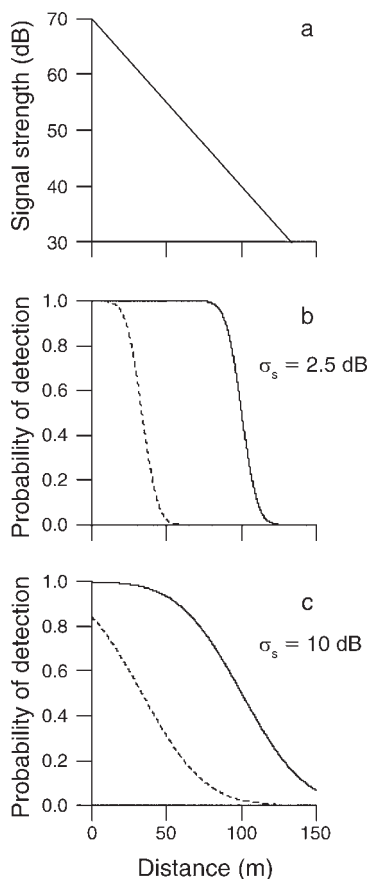 a
Signal strength (dB)
70
60
50
40
30
b
σs = 2.5 dB
Probability of detection
1.0
0.8
0.6
0.4
0.2
0.0
c
σs = 10 dB
Probability of detection
1.0
0.8
0.6
0.4
0.2
0.0
0 50 100 150
Distance (m)